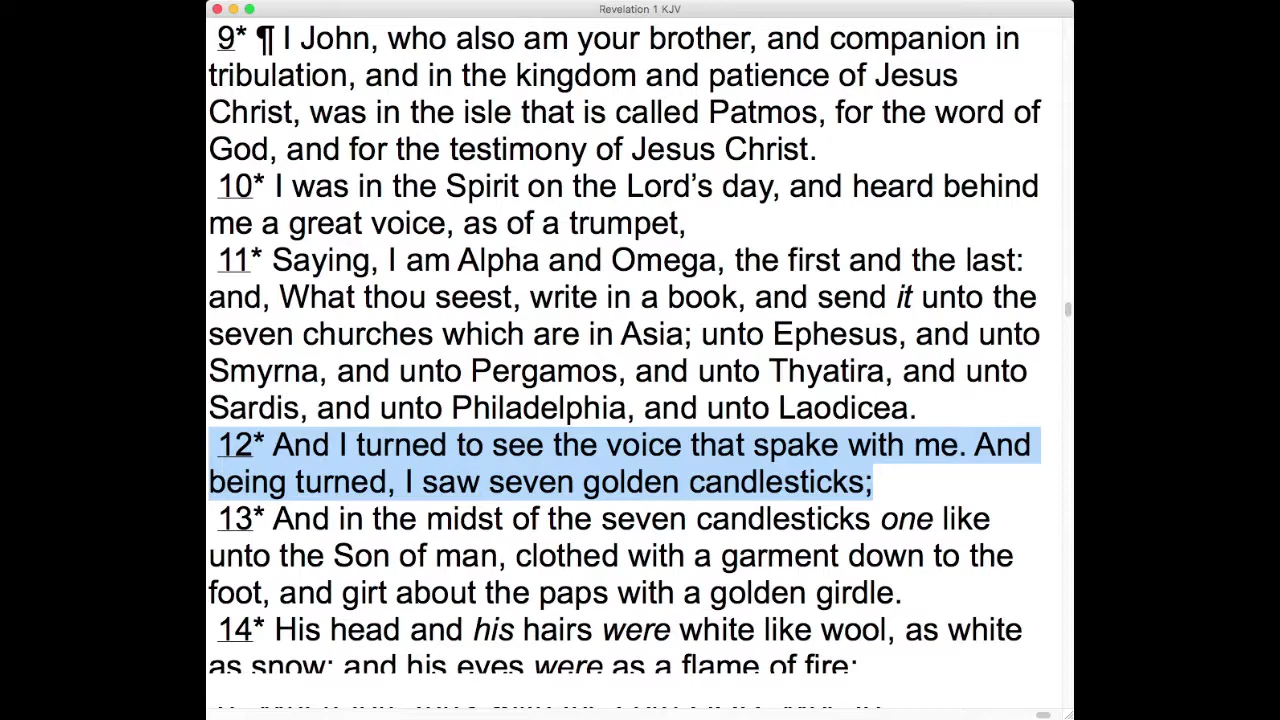 Revelation 1 KJV
9* ¶ I John, who also am your brother, and companion in
tribulation, and in the kingdom and patience of Jesus
Christ, was in the isle that is called Patmos, for the word of
God, and for the testimony of Jesus Christ.
10* I was in the Spirit on the Lord’s day, and heard behind
me a great voice, as of a trumpet,
11* Saying, I am Alpha and Omega, the first and the last:
and, What thou seest, write in a book, and send it unto the
seven churches which are in Asia; unto Ephesus, and unto
Smyrna, and unto Pergamos, and unto Thyatira, and unto
Sardis, and unto Philadelphia, and unto Laodicea.
12* And I turned to see the voice that spake with me. And
being turned, I saw seven golden candlesticks;
13* And in the midst of the seven candlesticks one like
unto the Son of man, clothed with a garment down to the
foot, and girt about the paps with a golden girdle.
14* His head and his hairs were white like wool, as white
as snow; and his eyes were as a flame of fire;